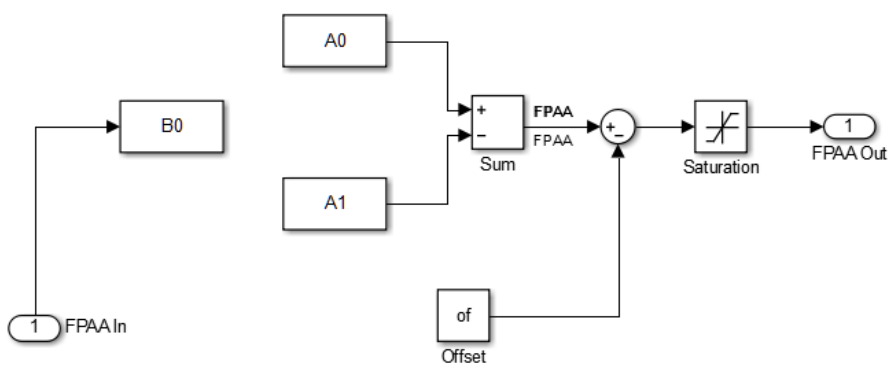 A0
B0
+
−
Sum
FPAA
FPAA
+
−
Saturation
1
FPAA Out
A1
of
Offset
1
FPAA In